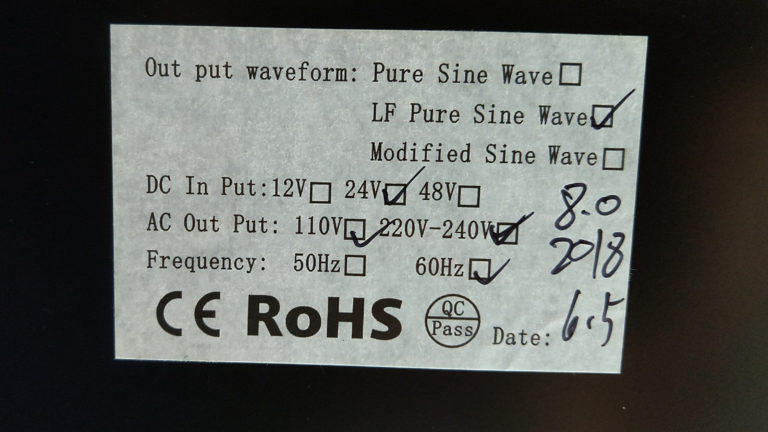 Out put waveform: Pure Sine Wave☐
LF Pure Sine Wave☑
Modified Sine Wave☐
DC In Put:12V☐ 24V☑ 48V☐
8.0
AC Out Put: 110V☑ 220V-240V☑
2018
Frequency: 50Hz☐ 60Hz☑
CE RoHS QC Pass Date: 6.5